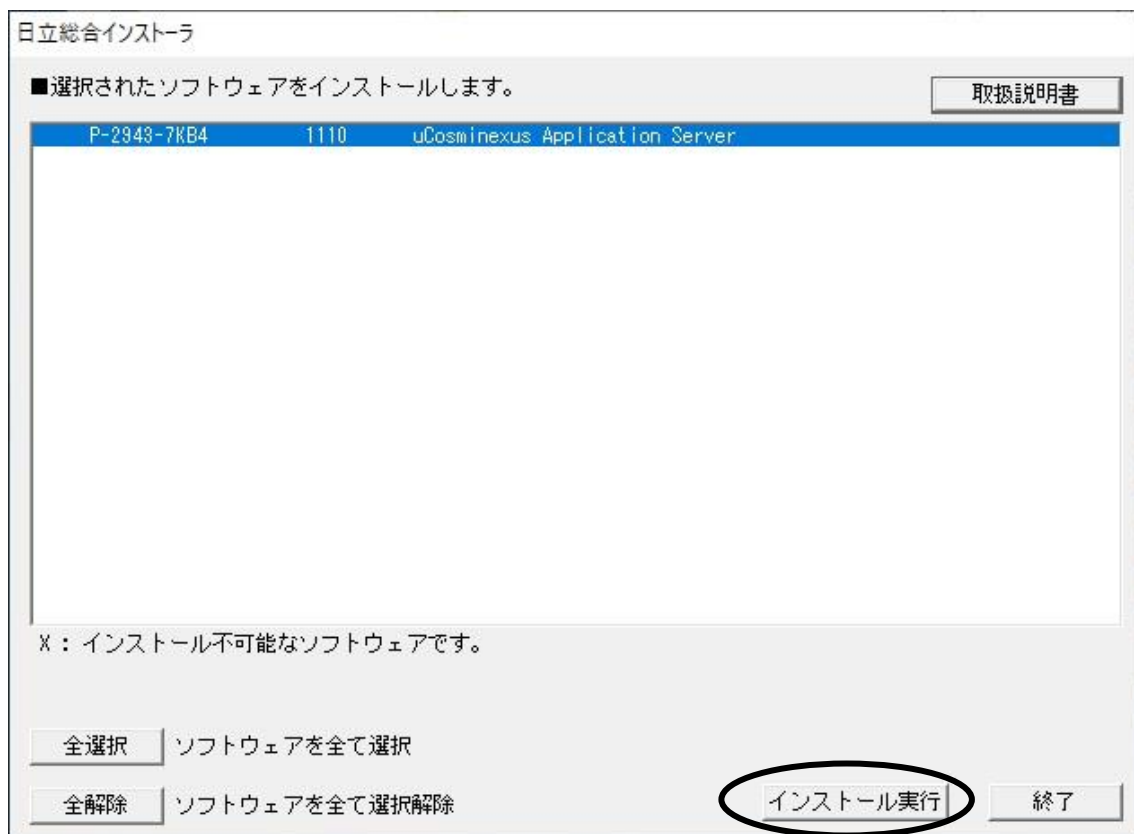 日立総合インストーラ
■選択されたソフトウェアをインストールします。
取扱説明書
P-2943-7KB4 1110 uCosminexus Application Server
X：インストール不可能なソフトウェアです。
全選択 ソフトウェアを全て選択
全解除 ソフトウェアを全て選択解除
インストール実行 終了